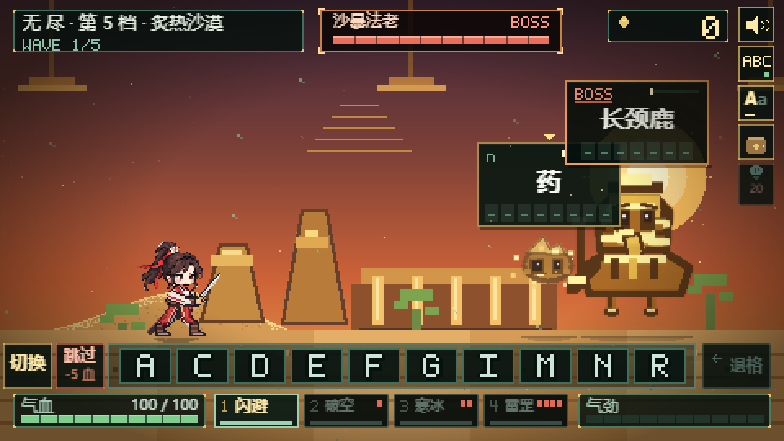 无尽 · 第 5 档 · 炙热沙漠
WAVE 1/5
沙暴法老 BOSS
0
ABC
Aa
20
BOSS
长颈鹿
n
药
切换
跳过
-5 血
A C D E F G I M N R
← 退格
气血 100 / 100
1 闪避
2 裂空
3 寒冰
4 雷罡
气劲